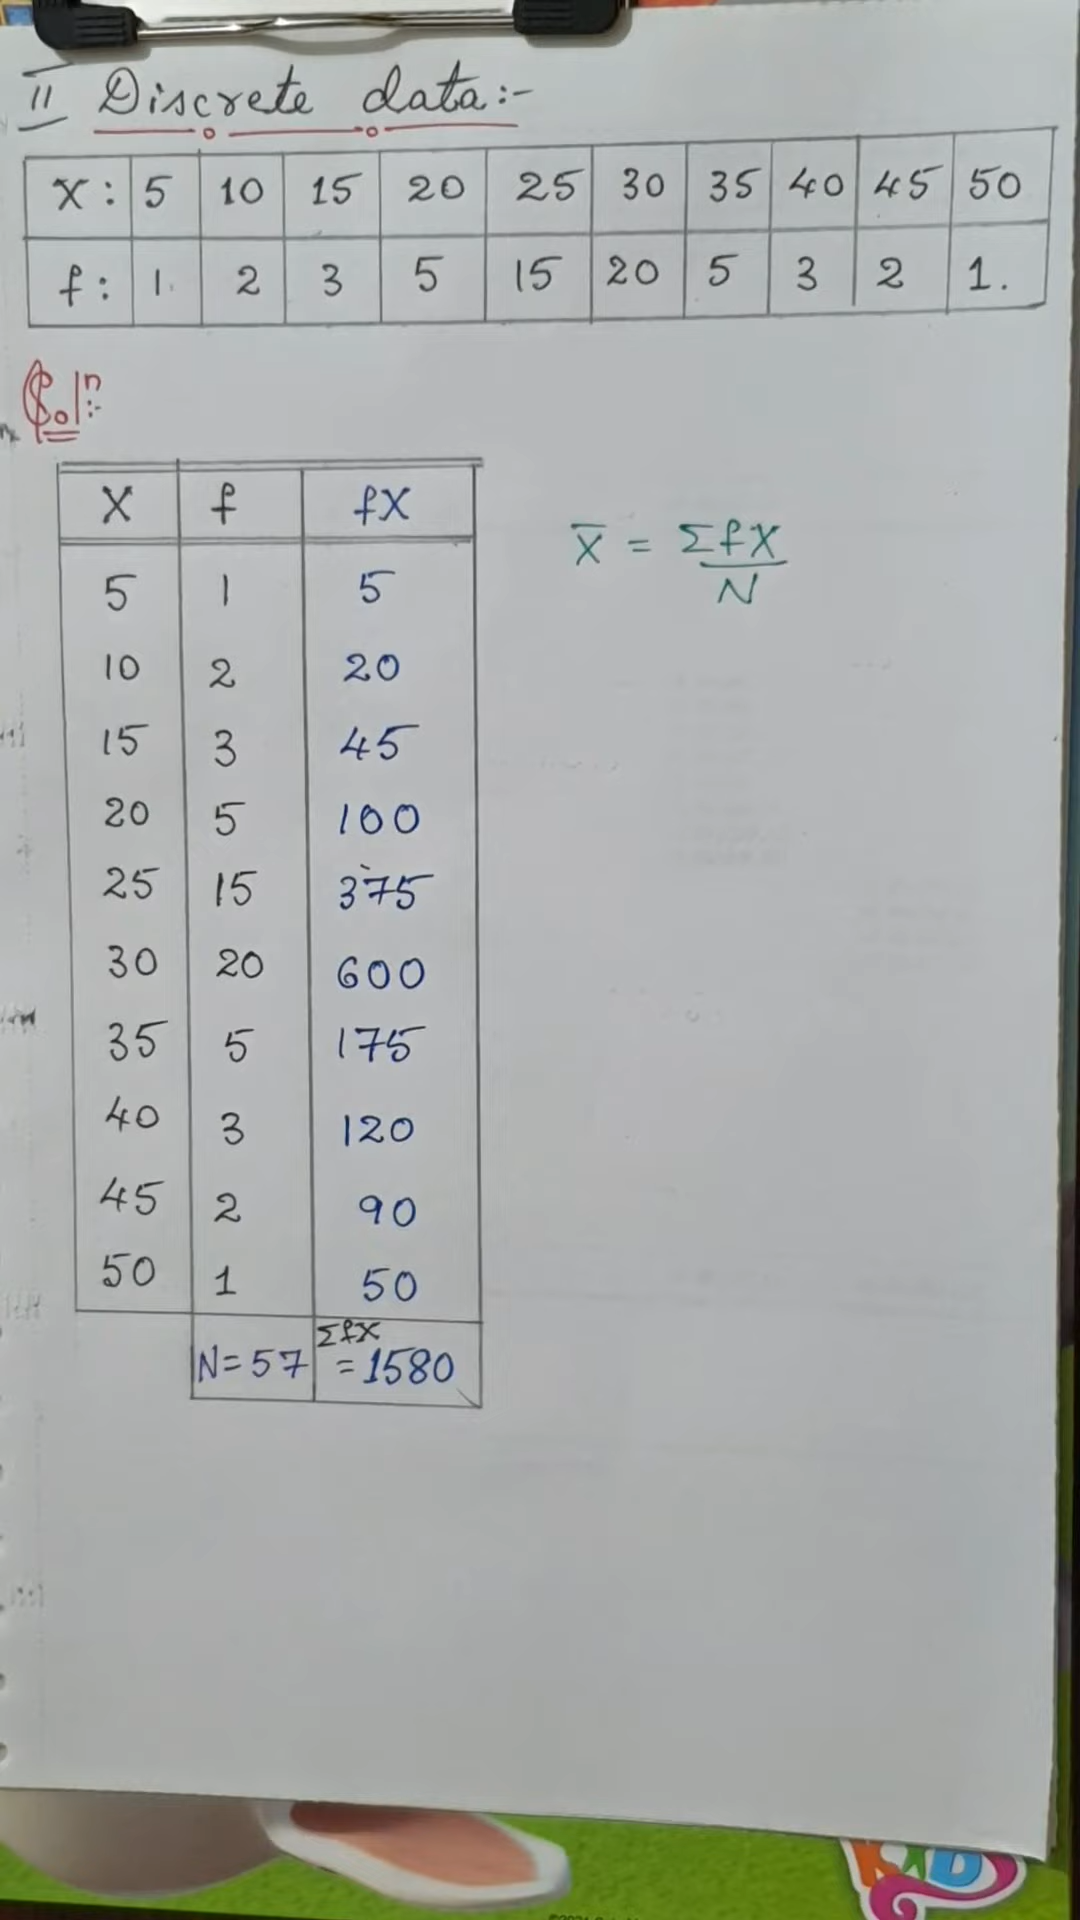 II Discrete data:-
X: 5 10 15 20 25 30 35 40 45 50
f: 1. 2 3 5 15 20 5 3 2 1.
Solⁿ:-
X f fX
X̄ = ΣfX
N
5 1 5
10 2 20
15 3 45
20 5 100
25 15 375
30 20 600
35 5 175
40 3 120
45 2 90
50 1 50
N=57 ΣfX
=1580